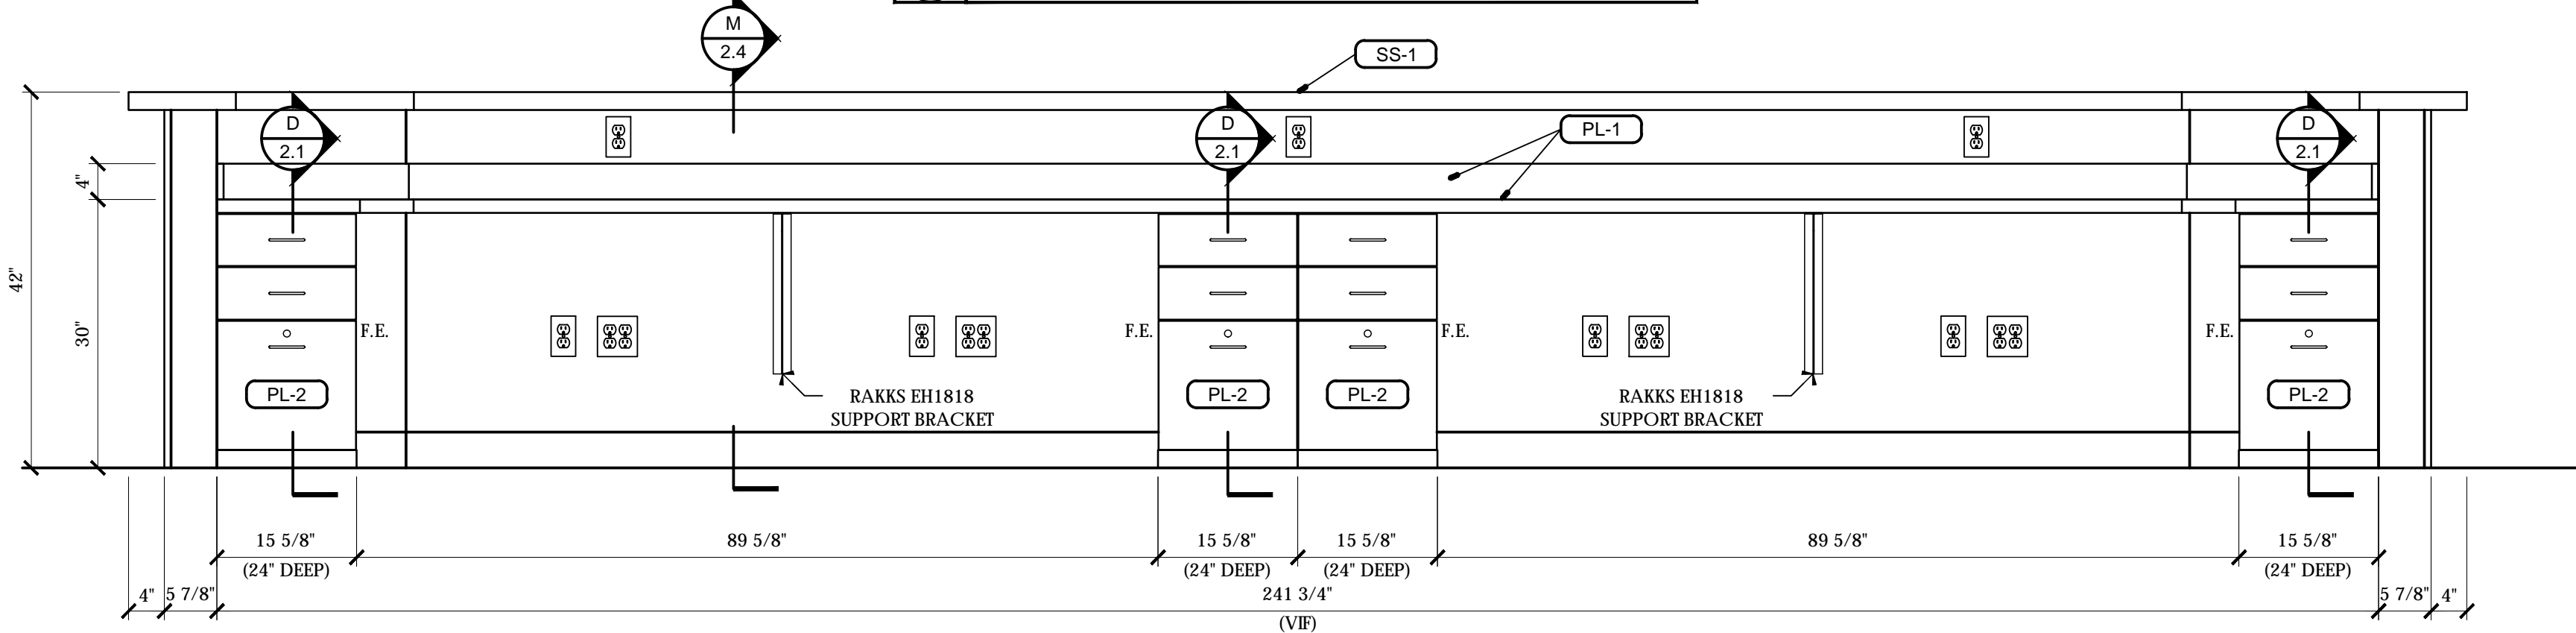 M
2.4
SS-1
D
2.1
D
2.1
PL-1
D
2.1
4"
42"
30"
F.E.
F.E.
F.E.
F.E.
PL-2
PL-2
PL-2
PL-2
RAKKS EH1818
SUPPORT BRACKET
RAKKS EH1818
SUPPORT BRACKET
15 5/8"
89 5/8"
15 5/8"
15 5/8"
89 5/8"
15 5/8"
(24" DEEP)
(24" DEEP)
(24" DEEP)
(24" DEEP)
4"
5 7/8"
241 3/4"
5 7/8"
4"
(VIF)